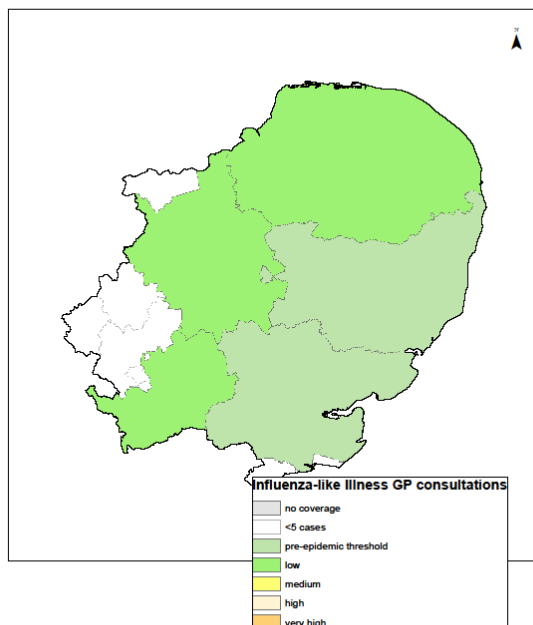 N
Influenza-like Illness GP consultations
no coverage
<5 cases
pre-epidemic threshold
low
medium
high
very high